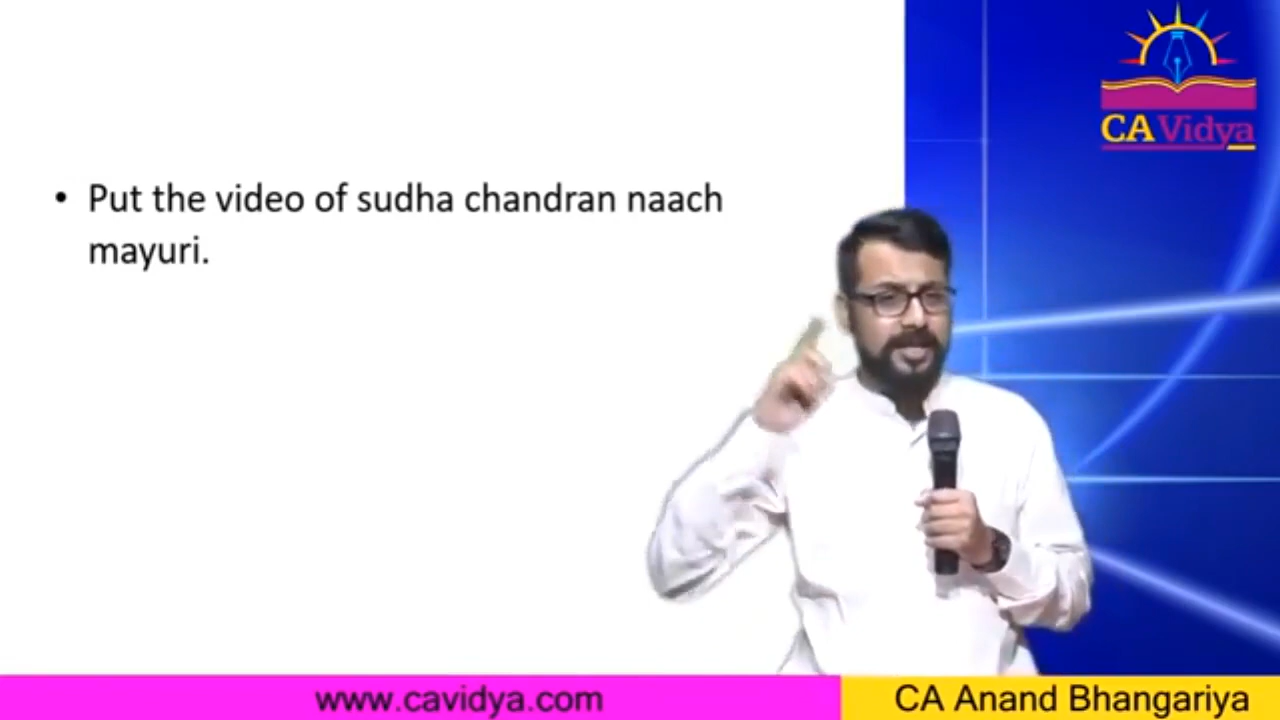 • Put the video of sudha chandran naach
mayuri.
CA Vidya
www.cavidya.com
CA Anand Bhangariya